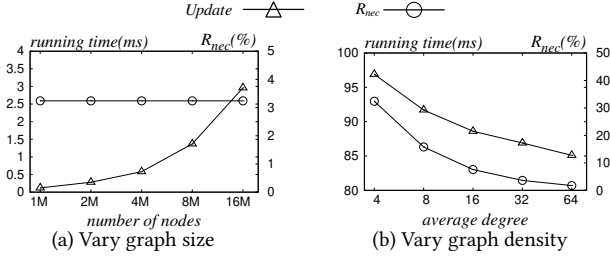 Update R_nec
running time(ms) R_nec(%) running time(ms) R_nec(%)
4 5 100 50
3.5
3 4 95 40
2.5 3 30
2 90
1.5 2 20
1 85
0.5 1 10
0 0 80 0
1M 2M 4M 8M 16M 4 8 16 32 64
number of nodes average degree
(a) Vary graph size (b) Vary graph density